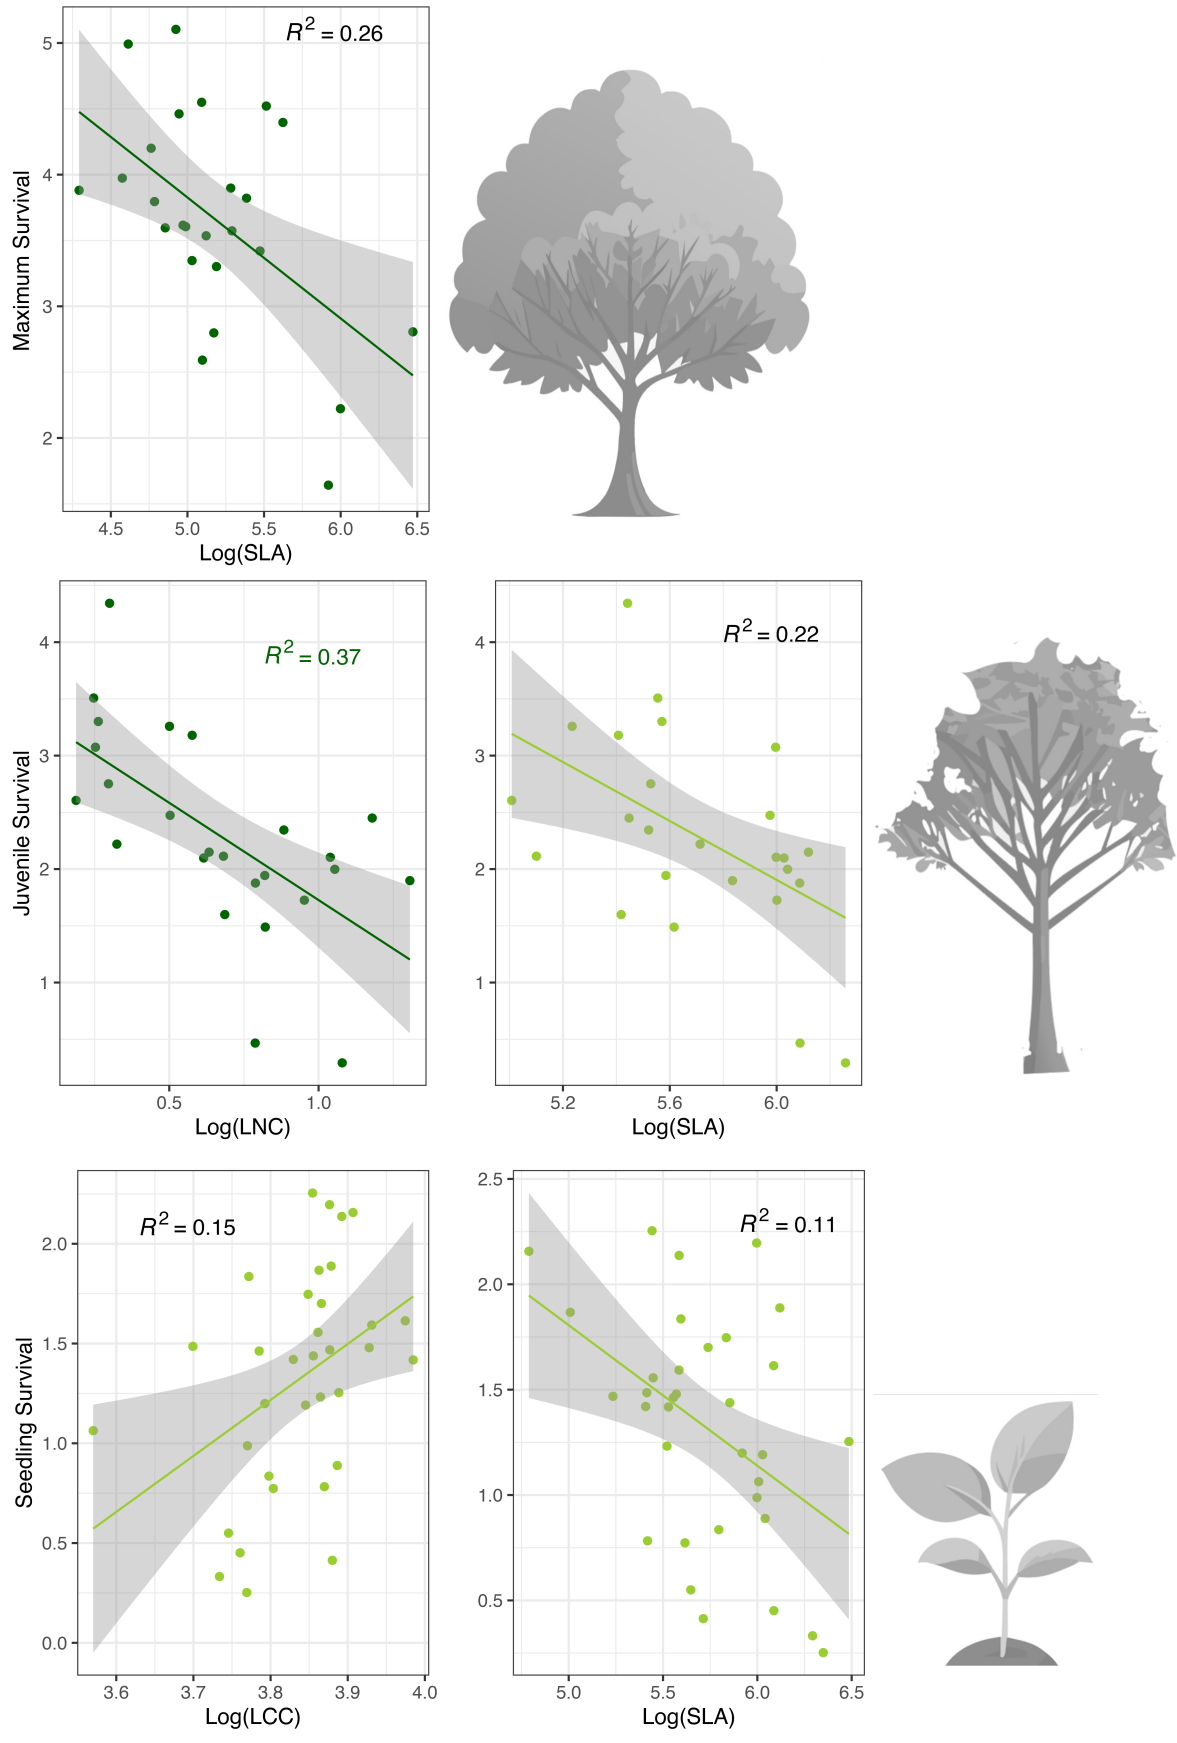 R² = 0.26
5
4
3
2
Maximum Survival
4.5 5.0 5.5 6.0 6.5
Log(SLA)
R² = 0.37
4
3
2
1
Juvenile Survival
0.5 1.0
Log(LNC)
R² = 0.22
4
3
2
1
5.2 5.6 6.0
Log(SLA)
R² = 0.15
2.0
1.5
1.0
0.5
0.0
Seedling Survival
3.6 3.7 3.8 3.9 4.0
Log(LCC)
R² = 0.11
2.5
2.0
1.5
1.0
0.5
5.0 5.5 6.0 6.5
Log(SLA)